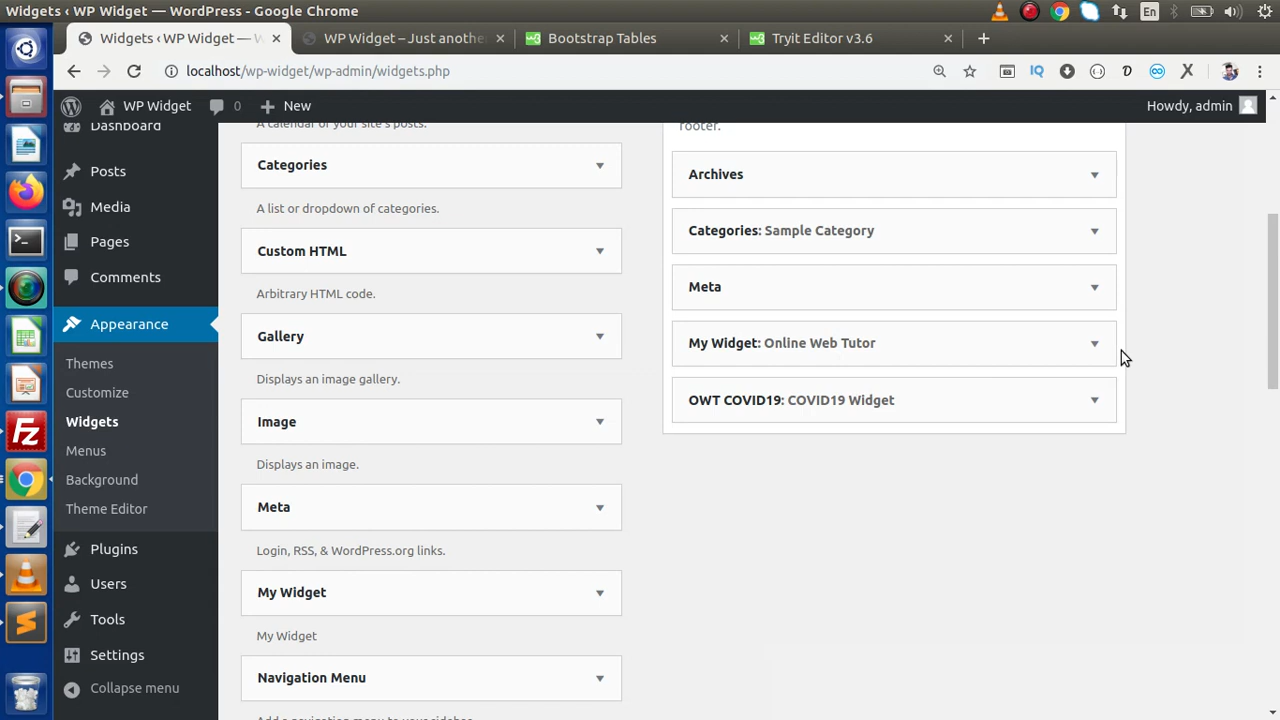 Widgets ‹ WP Widget — WordPress - Google Chrome
En
Widgets ‹ WP Widget —
WP Widget – Just anothe
Bootstrap Tables
Tryit Editor v3.6
localhost/wp-widget/wp-admin/widgets.php
IQ
WP Widget
0
New
Howdy, admin
Dashboard
Posts
Media
Pages
Comments
Appearance
Themes
Customize
Widgets
Menus
Background
Theme Editor
Plugins
Users
Tools
Settings
Collapse menu
A calendar of your site's posts.
Categories
A list or dropdown of categories.
Custom HTML
Arbitrary HTML code.
Gallery
Displays an image gallery.
Image
Displays an image.
Meta
Login, RSS, & WordPress.org links.
My Widget
My Widget
Navigation Menu
Add a navigation menu to your sidebar.
footer.
Archives
Categories: Sample Category
Meta
My Widget: Online Web Tutor
OWT COVID19: COVID19 Widget